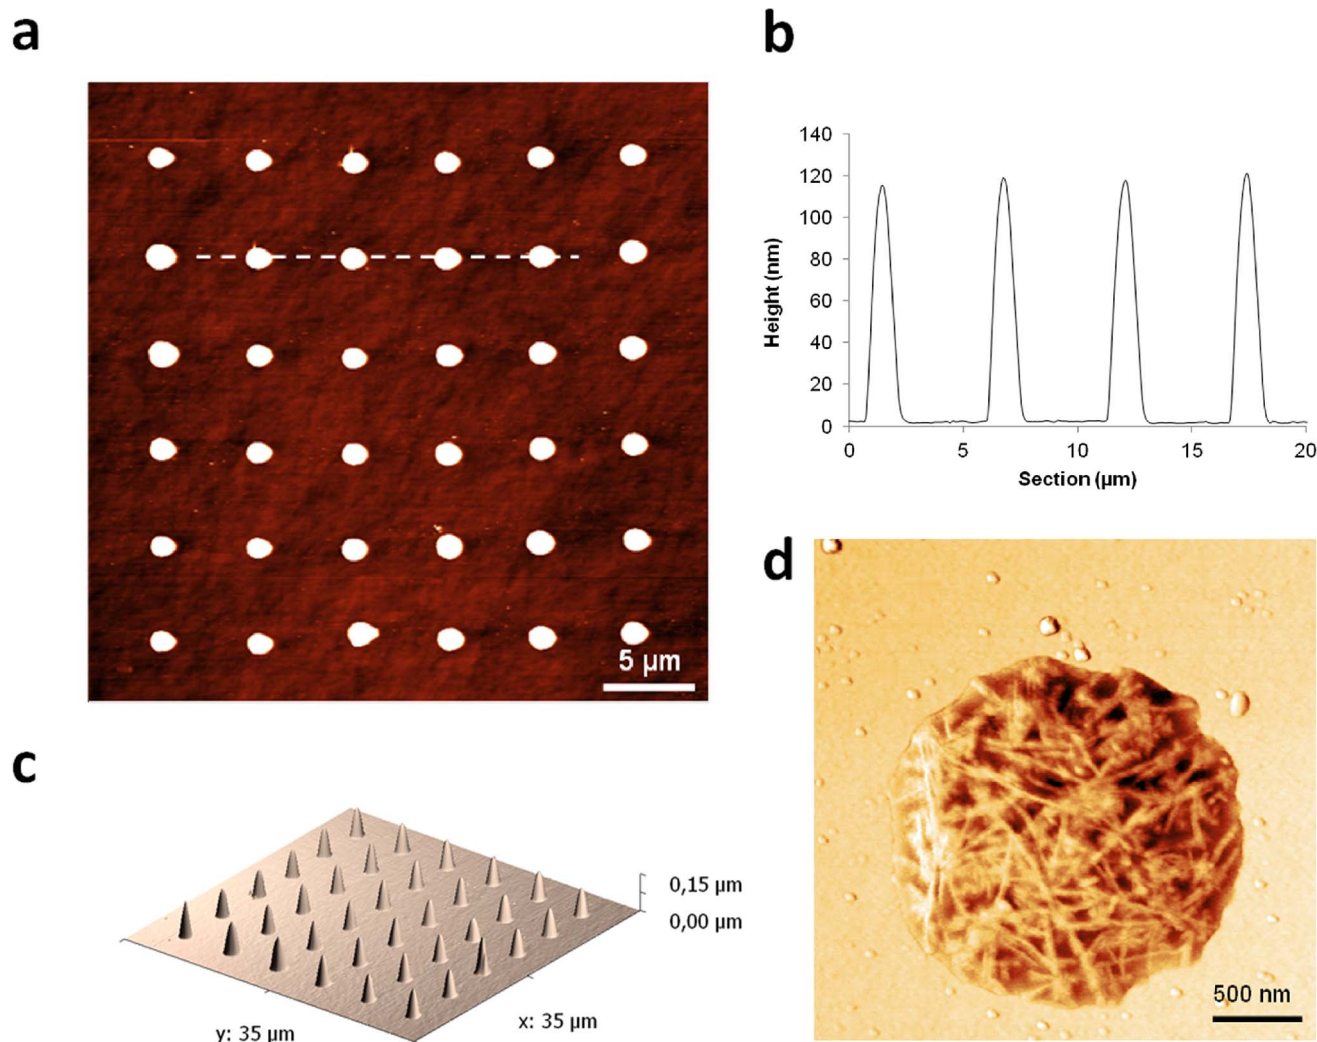 a
5 µm
b
140
120
100
80
60
40
20
0
Height (nm)
0 5 10 15 20
Section (µm)
c
0,15 µm
0,00 µm
y: 35 µm
x: 35 µm
d
500 nm